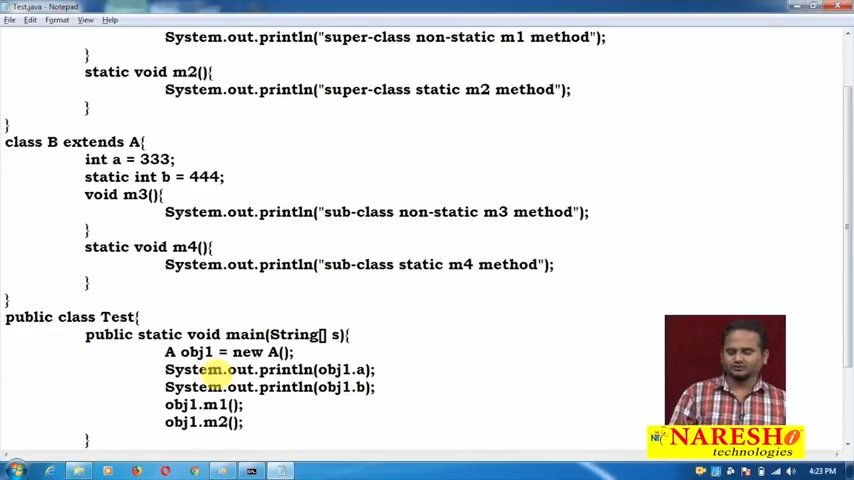 Test.java - Notepad
File Edit Format View Help
System.out.println("super-class non-static m1 method");
}
static void m2(){
System.out.println("super-class static m2 method");
}
}
class B extends A{
int a = 333;
static int b = 444;
void m3(){
System.out.println("sub-class non-static m3 method");
}
static void m4(){
System.out.println("sub-class static m4 method");
}
}
public class Test{
public static void main(String[] s){
A obj1 = new A();
System.out.println(obj1.a);
System.out.println(obj1.b);
obj1.m1();
obj1.m2();
}
NARESH i
technologies
4:23 PM